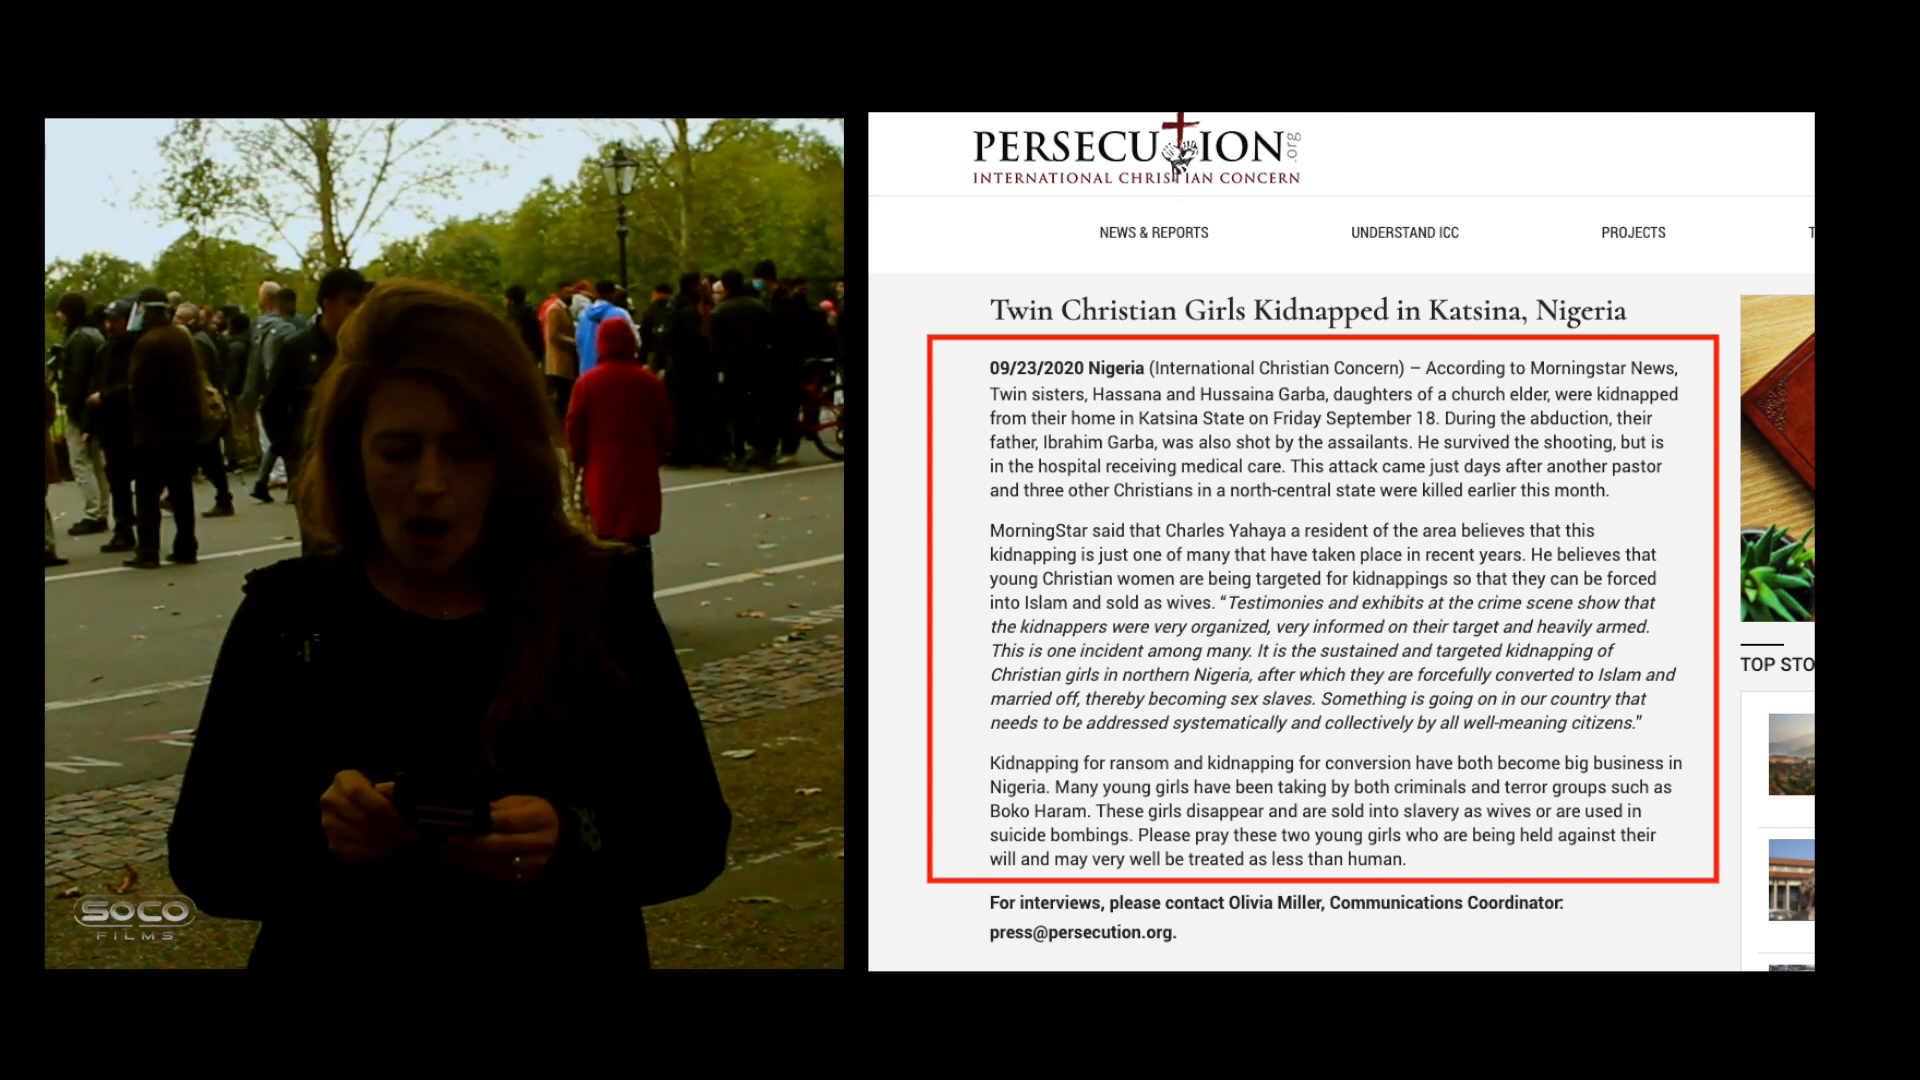 PERSECUTION.org
INTERNATIONAL CHRISTIAN CONCERN
NEWS & REPORTS
UNDERSTAND ICC
PROJECTS
T
Twin Christian Girls Kidnapped in Katsina, Nigeria
09/23/2020 Nigeria (International Christian Concern) – According to Morningstar News,
Twin sisters, Hassana and Hussaina Garba, daughters of a church elder, were kidnapped
from their home in Katsina State on Friday September 18. During the abduction, their
father, Ibrahim Garba, was also shot by the assailants. He survived the shooting, but is
in the hospital receiving medical care. This attack came just days after another pastor
and three other Christians in a north-central state were killed earlier this month.
MorningStar said that Charles Yahaya a resident of the area believes that this
kidnapping is just one of many that have taken place in recent years. He believes that
young Christian women are being targeted for kidnappings so that they can be forced
into Islam and sold as wives. “Testimonies and exhibits at the crime scene show that
the kidnappers were very organized, very informed on their target and heavily armed.
This is one incident among many. It is the sustained and targeted kidnapping of
Christian girls in northern Nigeria, after which they are forcefully converted to Islam and
married off, thereby becoming sex slaves. Something is going on in our country that
needs to be addressed systematically and collectively by all well-meaning citizens.”
Kidnapping for ransom and kidnapping for conversion have both become big business in
Nigeria. Many young girls have been taking by both criminals and terror groups such as
Boko Haram. These girls disappear and are sold into slavery as wives or are used in
suicide bombings. Please pray these two young girls who are being held against their
will and may very well be treated as less than human.
For interviews, please contact Olivia Miller, Communications Coordinator:
press@persecution.org.
TOP STO
SOCO
FILMS